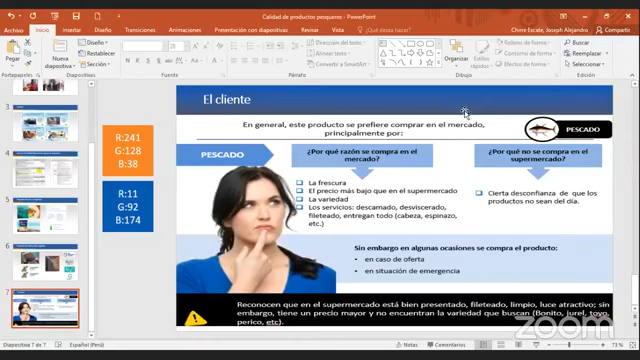 Calidad de productos pesqueros - PowerPoint
Chirre Escate, Joseph Alejandro
Archivo
Inicio
Insertar
Diseño
Transiciones
Animaciones
Presentación con diapositivas
Revisar
Vista
¿Qué desea hacer?
Compartir
Pegar
Nueva diapositiva
Diseño
Restablecer
Sección
Dirección del texto
Alinear texto
Convertir a SmartArt
Organizar
Estilos rápidos
Relleno de forma
Contorno de forma
Efectos de forma
Buscar
Reemplazar
Seleccionar
Portapapeles
Diapositivas
Fuente
Párrafo
Dibujo
Edición
3
4
5
6
7
R:241
G:128
B:38
R:11
G:92
B:174
El cliente
En general, este producto se prefiere comprar en el mercado,
principalmente por:
PESCADO
PESCADO
¿Por qué razón se compra en el
mercado?
¿Por qué no se compra en el
supermercado?
La frescura
El precio más bajo que en el supermercado
La variedad
Los servicios: descamado, desviscerado,
fileteado, entregan todo (cabeza, espinazo,
etc.)
Cierta desconfianza de que los
productos no sean del día.
Sin embargo en algunas ocasiones se compra el producto:
• en caso de oferta
• en situación de emergencia
Reconocen que en el supermercado está bien presentado, fileteado, limpio, luce atractivo; sin
embargo, tiene un precio mayor y no encuentran la variedad que buscan (Bonito, jurel, toyo,
perico, etc)
zoom
Diapositiva 7 de 7
Español (Perú)
Notas
Comentarios
73 %